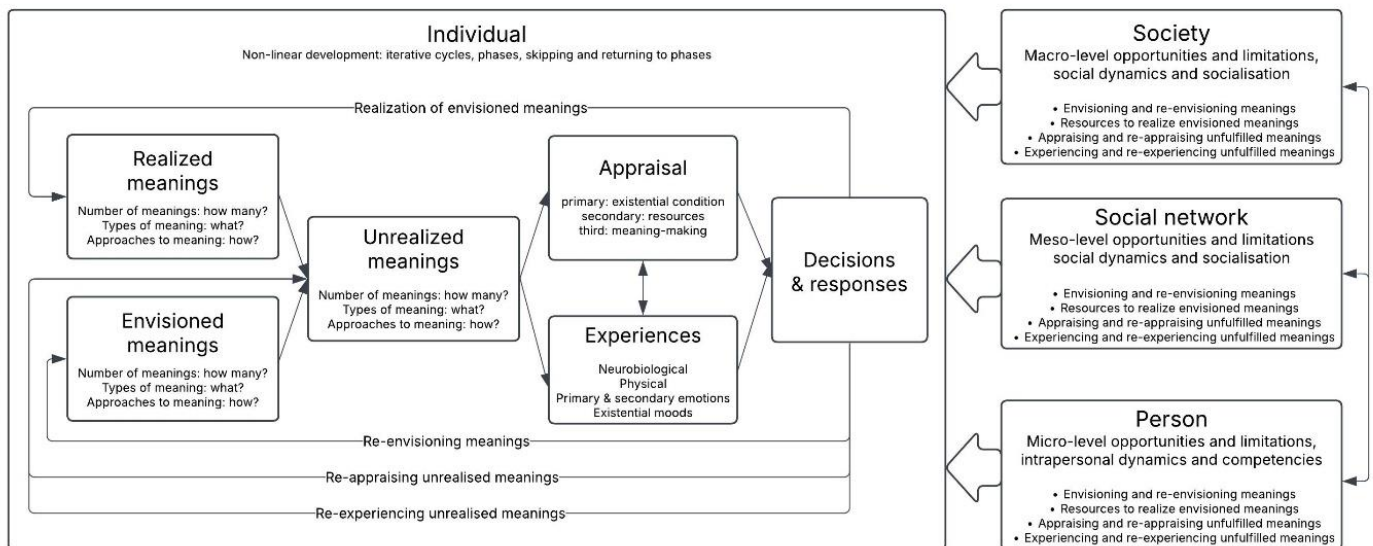 Individual
Non-linear development: iterative cycles, phases, skipping and returning to phases
Realization of envisioned meanings
Realized
meanings
Number of meanings: how many?
Types of meaning: what?
Approaches to meaning: how?
Envisioned
meanings
Number of meanings: how many?
Types of meaning: what?
Approaches to meaning: how?
Unrealized
meanings
Number of meanings: how many?
Types of meaning: what?
Approaches to meaning: how?
Appraisal
primary: existential condition
secondary: resources
third: meaning-making
Experiences
Neurobiological
Physical
Primary & secondary emotions
Existential moods
Decisions
& responses
Re-envisioning meanings
Re-appraising unrealised meanings
Re-experiencing unrealised meanings
Society
Macro-level opportunities and limitations,
social dynamics and socialisation
• Envisioning and re-envisioning meanings
• Resources to realize envisioned meanings
• Appraising and re-appraising unfulfilled meanings
• Experiencing and re-experiencing unfulfilled meanings
Social network
Meso-level opportunities and limitations
social dynamics and socialisation
• Envisioning and re-envisioning meanings
• Resources to realize envisioned meanings
• Appraising and re-appraising unfulfilled meanings
• Experiencing and re-experiencing unfulfilled meanings
Person
Micro-level opportunities and limitations,
intrapersonal dynamics and competencies
• Envisioning and re-envisioning meanings
• Resources to realize envisioned meanings
• Appraising and re-appraising unfulfilled meanings
• Experiencing and re-experiencing unfulfilled meanings